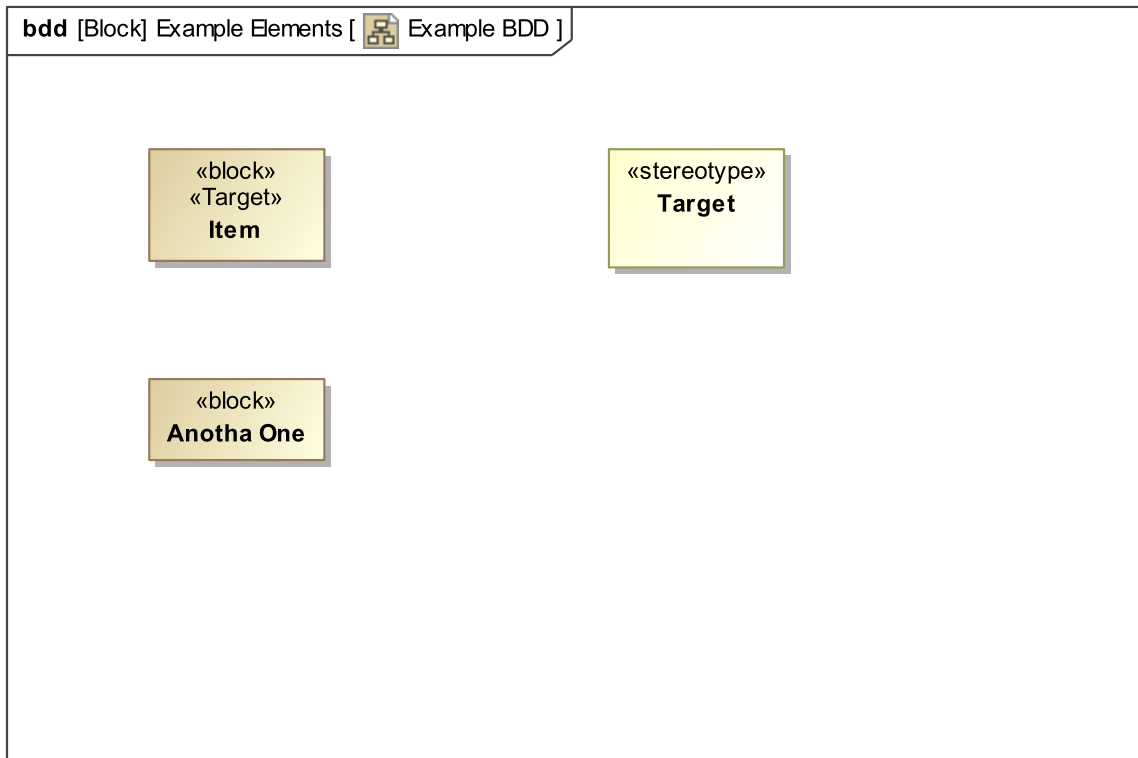 bdd [Block] Example Elements [ Example BDD ]
«block»
«Target»
Item
«stereotype»
Target
«block»
Anotha One